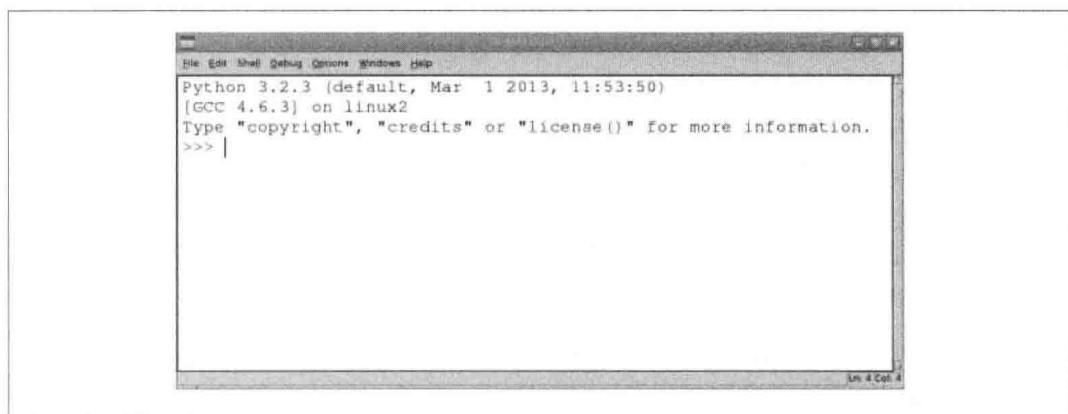 File Edit Shell Debug Options Windows Help
Python 3.2.3 (default, Mar  1 2013, 11:53:50)
[GCC 4.6.3] on linux2
Type "copyright", "credits" or "license()" for more information.
>>>
Ln: 4 Col: 4